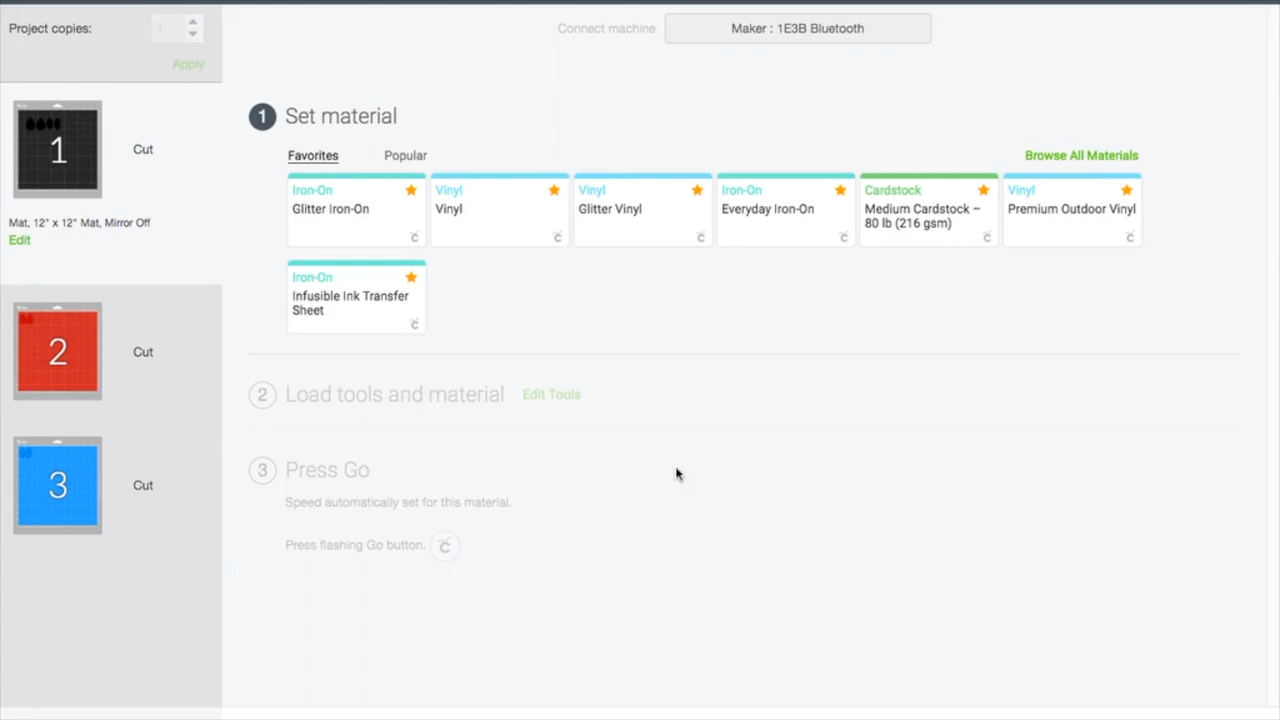 Project copies:
1
Apply
Connect machine
Maker : 1E3B Bluetooth
1
Cut
Mat, 12" x 12" Mat, Mirror Off
Edit
2
Cut
3
Cut
1 Set material
Favorites
Popular
Browse All Materials
Iron-On
Glitter Iron-On
Vinyl
Vinyl
Vinyl
Glitter Vinyl
Iron-On
Everyday Iron-On
Cardstock
Medium Cardstock –
80 lb (216 gsm)
Vinyl
Premium Outdoor Vinyl
Iron-On
Infusible Ink Transfer
Sheet
2 Load tools and material
Edit Tools
3 Press Go
Speed automatically set for this material.
Press flashing Go button.